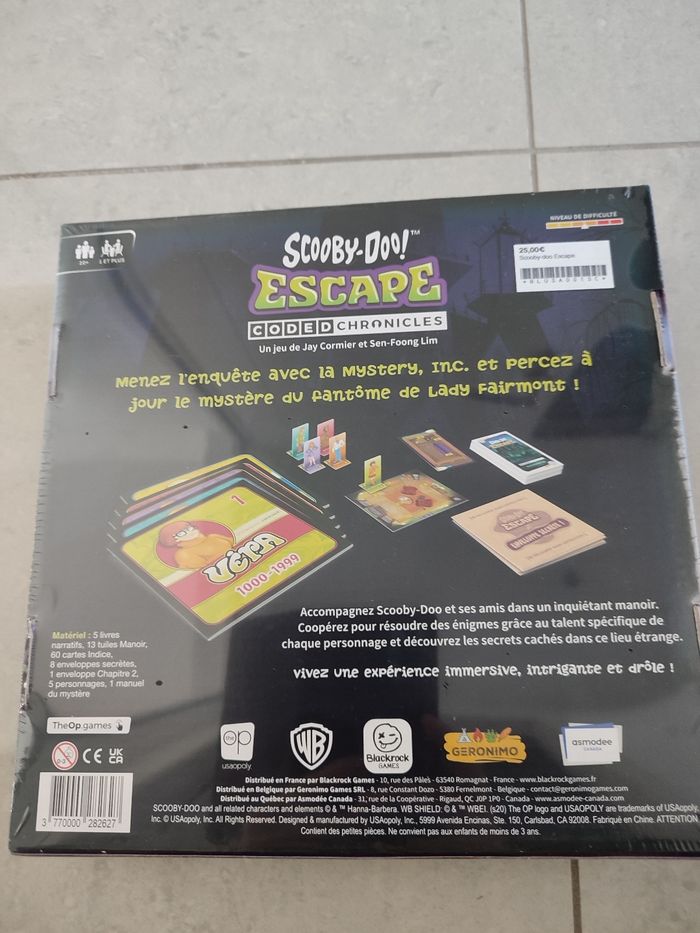 NIVEAU DE DIFFICULTÉ
1 ET PLUS
25,00€
Scooby-doo Escape
SCOOBY-DOO!™
ESCAPE
CODED CHRONICLES
Un jeu de Jay Cormier et Sen-Foong Lim
Menez l'enquête avec la Mystery, Inc. et percez à
jour le mystère du fantôme de Lady Fairmont !
ESCAPE
1
VÉRA
1000-1999
Accompagnez Scooby-Doo et ses amis dans un inquiétant manoir.
Coopérez pour résoudre des énigmes grâce au talent spécifique de
chaque personnage et découvrez les secrets cachés dans ce lieu étrange.
Vivez une expérience immersive, intrigante et drôle !
Matériel : 5 livres
narratifs, 13 tuiles Manoir,
60 cartes Indice,
8 enveloppes secrètes,
1 enveloppe Chapitre 2,
5 personnages, 1 manuel
du mystère
TheOp.games
the op
usaopoly.
WB
Blackrock
GAMES
GERONIMO
asmodee
CANADA
0-3
CE
UK
CA
Distribué en France par Blackrock Games - 10, rue des Pâlès - 63540 Romagnat - France - www.blackrockgames.fr
Distribué en Belgique par Geronimo Games SRL - 8, rue Constant Dozo - 5380 Fernelmont - Belgique - contact@geronimogames.com
Distribué au Québec par Asmodée Canada - 31, rue de la Coopérative - Rigaud, QC J0P 1P0 - Canada - www.asmodee-canada.com
SCOOBY-DOO and all related characters and elements © & ™ Hanna-Barbera. WB SHIELD: © & ™ WBEI. (s20) The OP logo and USAOPOLY are trademarks of USAopoly,
Inc. © USAopoly, Inc. All Rights Reserved. Designed & manufactured by USAopoly, Inc., 5999 Avenida Encinas, Ste. 150, Carlsbad, CA 92008. Fabriqué en Chine. ATTENTION
Contient des petites pièces. Ne convient pas aux enfants de moins de 3 ans.
3 770000 282627